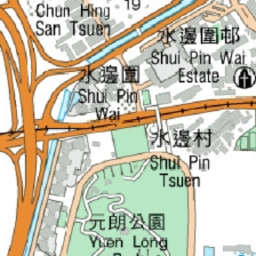 Chun Hing
San Tsuen
19
水邊圍邨
Shui Pin Wai
Estate
水邊圍
Shui Pin
Wai
水邊村
Shui Pin
Tsuen
元朗公園
Yuen Long